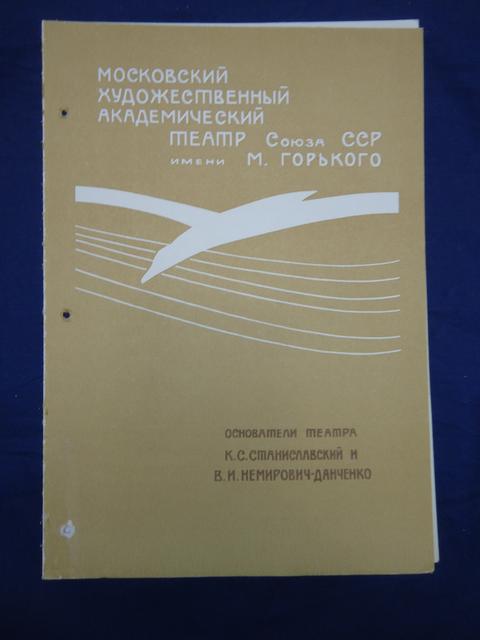 МОСКОВСКИЙ
ХУДОЖЕСТВЕННЫЙ
АКАДЕМИЧЕСКИЙ
ТЕАТР СОЮЗА ССР
ИМЕНИ М. ГОРЬКОГО
ОСНОВАТЕЛИ ТЕАТРА
К.С.СТАНИСЛАВСКИЙ И
В.И.НЕМИРОВИЧ-ДАНЧЕНКО